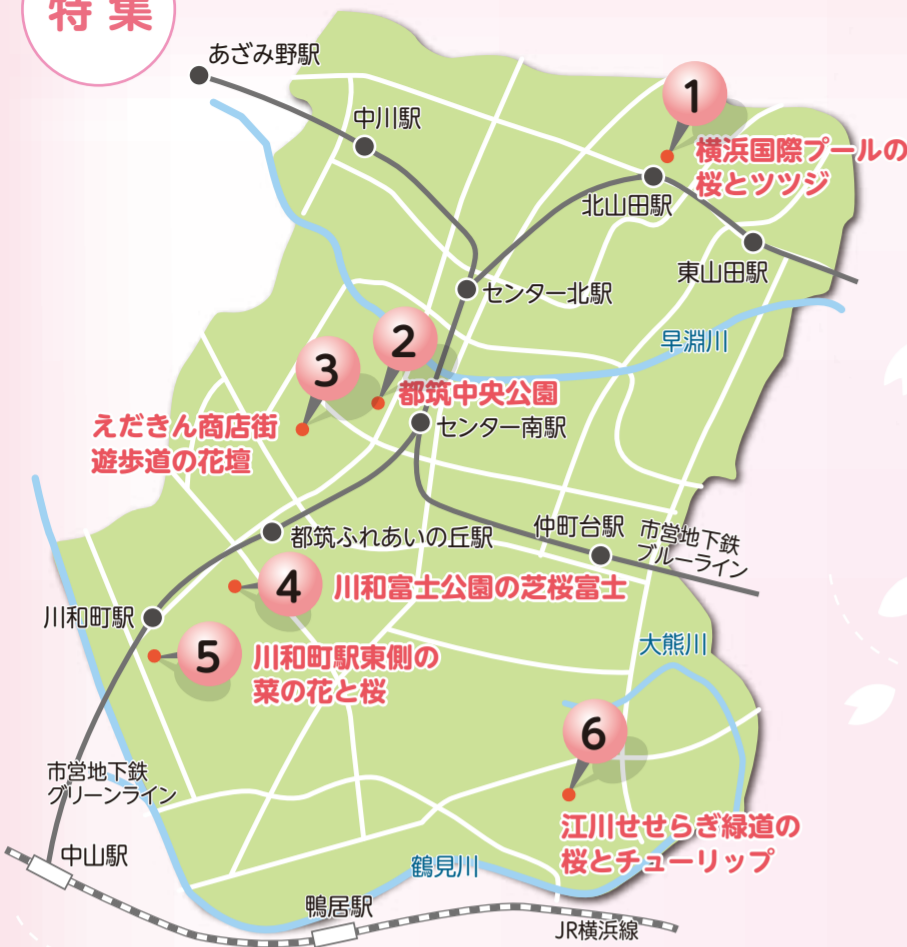 特集
あざみ野駅
中川駅
1
横浜国際プールの
桜とツツジ
北山田駅
東山田駅
センター北駅
早淵川
2
都筑中央公園
3
えだきん商店街
遊歩道の花壇
センター南駅
仲町台駅
市営地下鉄
ブルーライン
都筑ふれあいの丘駅
4
川和富士公園の芝桜富士
川和町駅
5
川和町駅東側の
菜の花と桜
大熊川
6
江川せせらぎ緑道の
桜とチューリップ
市営地下鉄
グリーンライン
中山駅
鶴見川
鴨居駅
JR横浜線